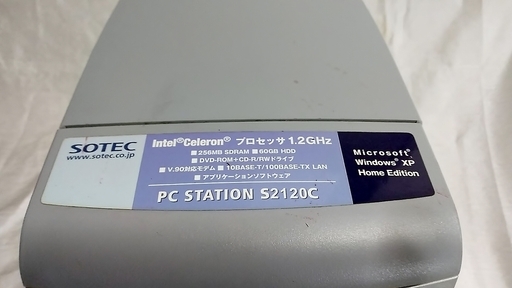 SOTEC
www.sotec.co.jp
Intel®Celeron® プロセッサ 1.2GHz
■256MB SDRAM ■60GB HDD
■DVD-ROM+CD-R/RWドライブ
■V.90対応モデム ■10BASE-T/100BASE-TX LAN
■アプリケーションソフトウェア
PC STATION S2120C
Microsoft®
Windows® XP
Home Edition